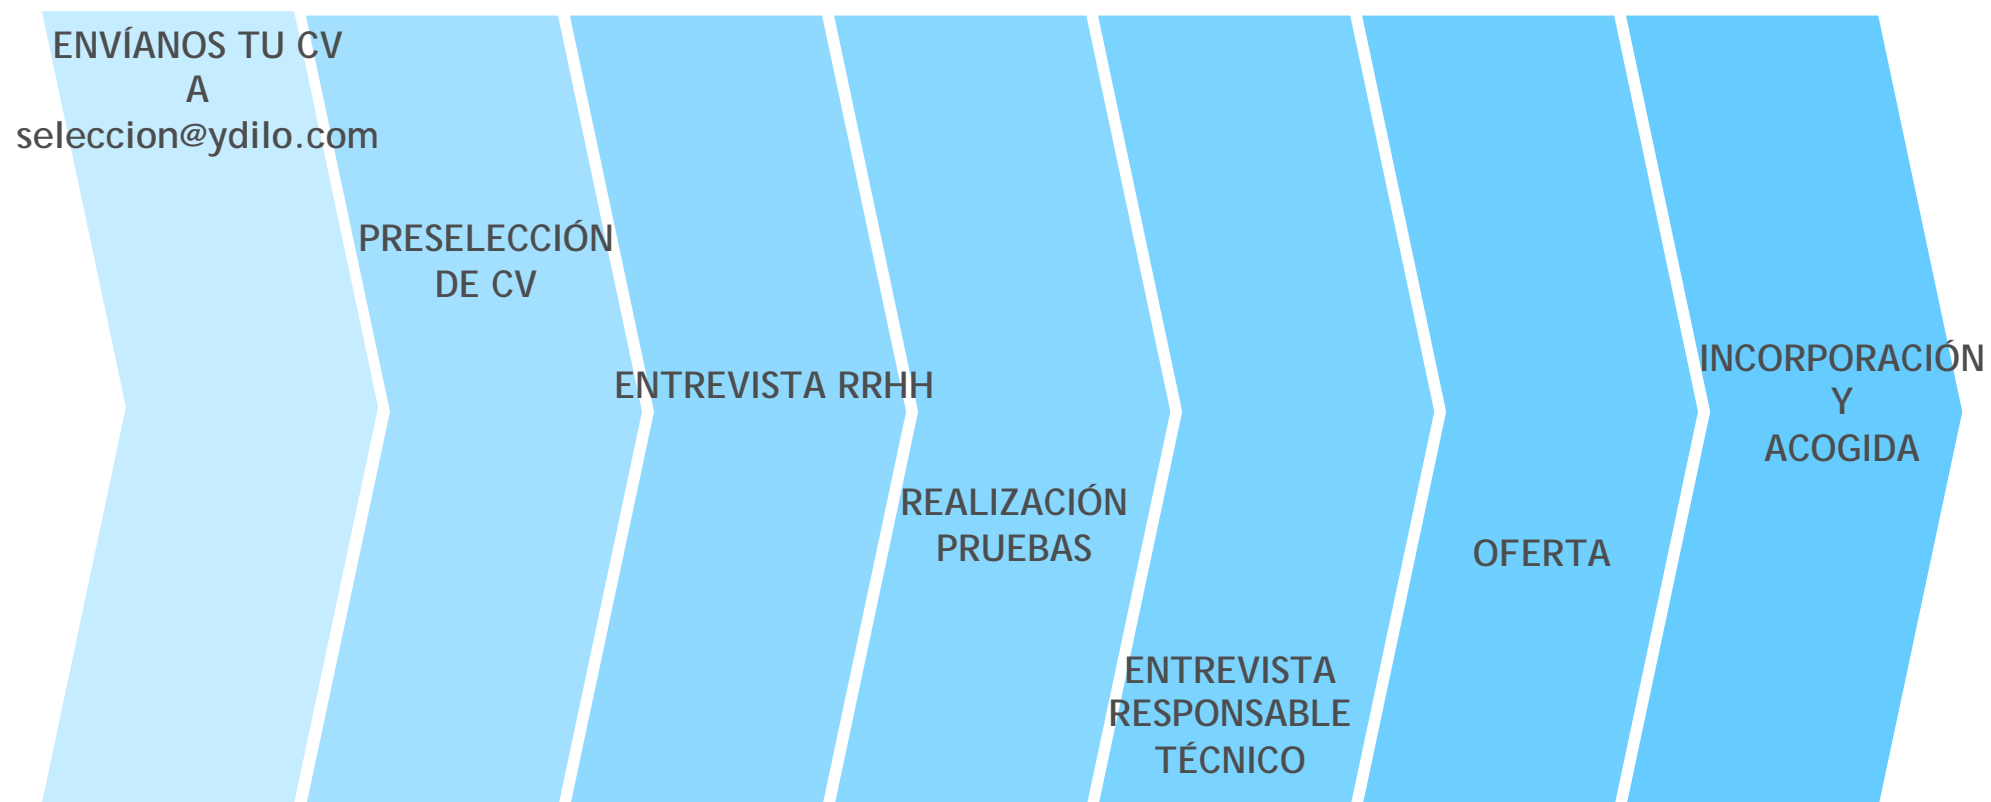 ENVÍANOS TU CV
A
seleccion@ydilo.com
PRESELECCIÓN
DE CV
ENTREVISTA RRHH
REALIZACIÓN
PRUEBAS
ENTREVISTA
RESPONSABLE
TÉCNICO
OFERTA
INCORPORACIÓN
Y
ACOGIDA